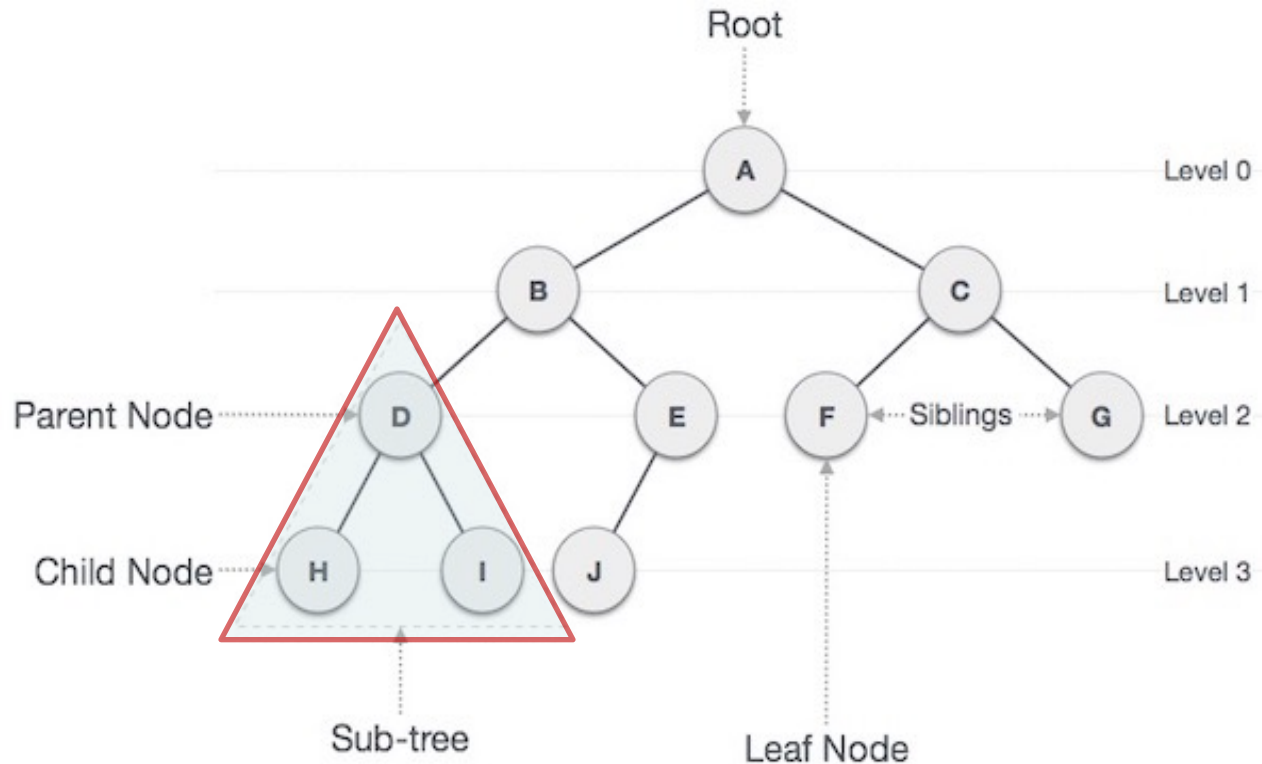 Root
A
Level 0
B
C
Level 1
Parent Node
D
E
F
Siblings
G
Level 2
Child Node
H
I
J
Level 3
Sub-tree
Leaf Node